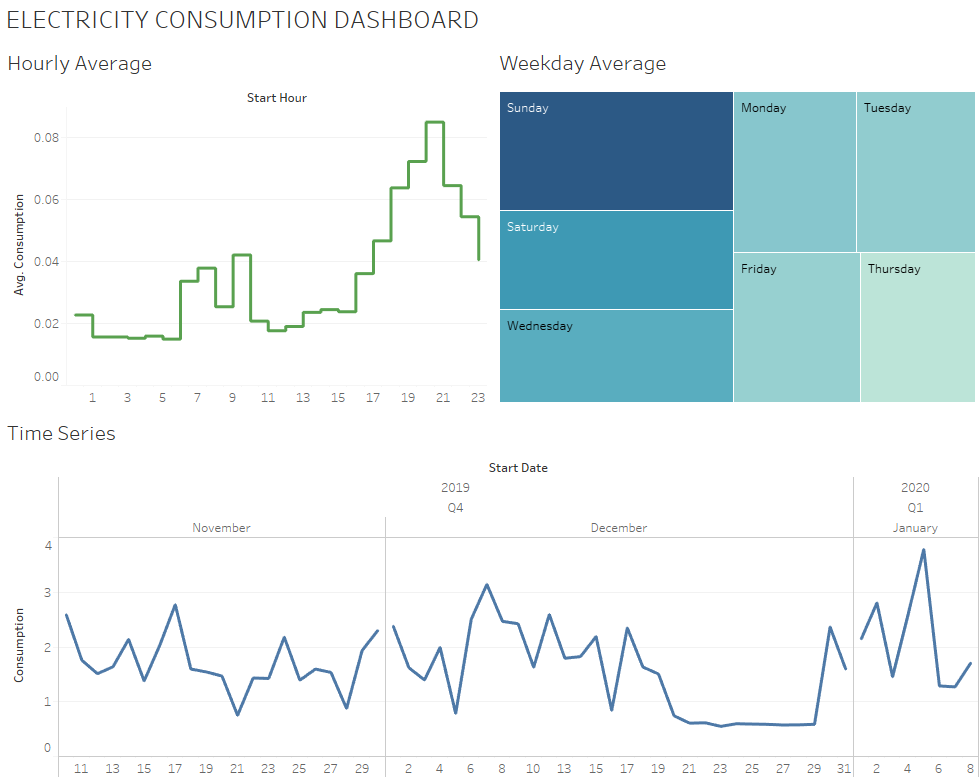 ELECTRICITY CONSUMPTION DASHBOARD
Hourly Average
Start Hour
Avg. Consumption
0.08
0.06
0.04
0.02
0.00
1 3 5 7 9 11 13 15 17 19 21 23
Weekday Average
Sunday
Saturday
Wednesday
Monday
Tuesday
Friday
Thursday
Time Series
Start Date
2019
2020
Q4
Q1
November
December
January
Consumption
4
3
2
1
0
11 13 15 17 19 21 23 25 27 29 2 4 6 8 10 13 15 17 19 21 23 25 27 29 31 2 4 6 8